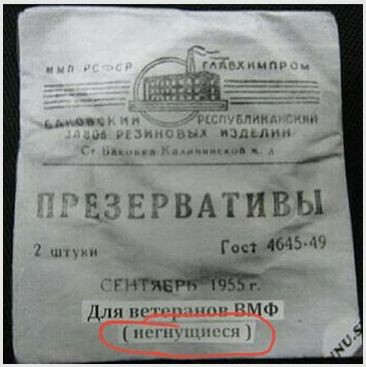 ММП РСФСР ГЛАВХИМПРОМ
БАКОВСКИЙ РЕСПУБЛИКАНСКИЙ
ЗАВОД РЕЗИНОВЫХ ИЗДЕЛИЙ
Ст. Баковка Калининской ж. д.
ПРЕЗЕРВАТИВЫ
2 штуки Гост 4645-49
СЕНТЯБРЬ 1955 г.
Для ветеранов ВМФ
( негнущиеся )